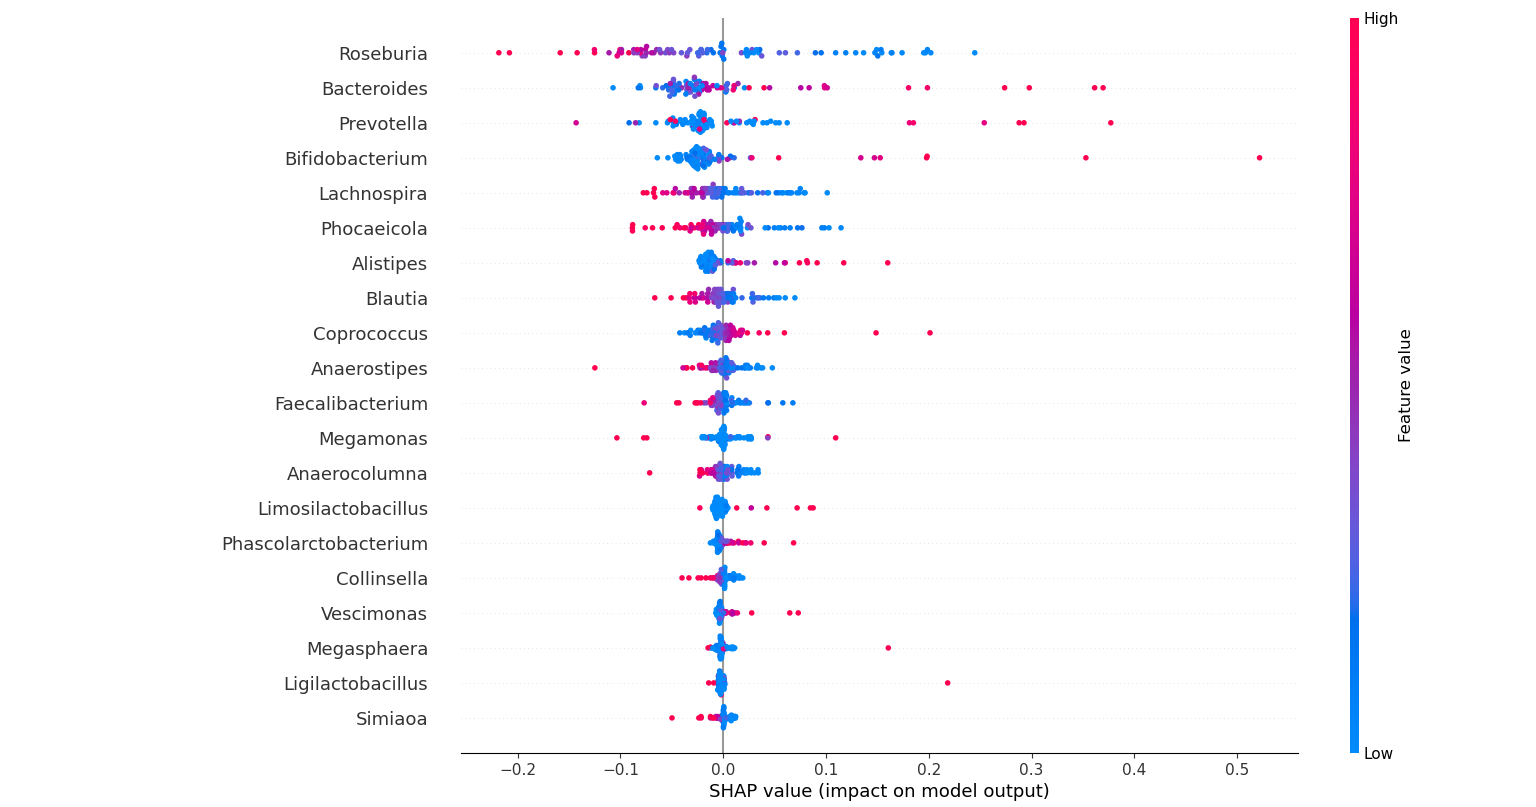 High
Roseburia
Bacteroides
Prevotella
Bifidobacterium
Lachnospira
Phocaeicola
Alistipes
Blautia
Coprococcus
Anaerostipes
Faecalibacterium
Megamonas
Anaerocolumna
Limosilactobacillus
Phascolarctobacterium
Collinsella
Vescimonas
Megasphaera
Ligilactobacillus
Simiaoa
Feature value
Low
−0.2 −0.1 0.0 0.1 0.2 0.3 0.4 0.5
SHAP value (impact on model output)